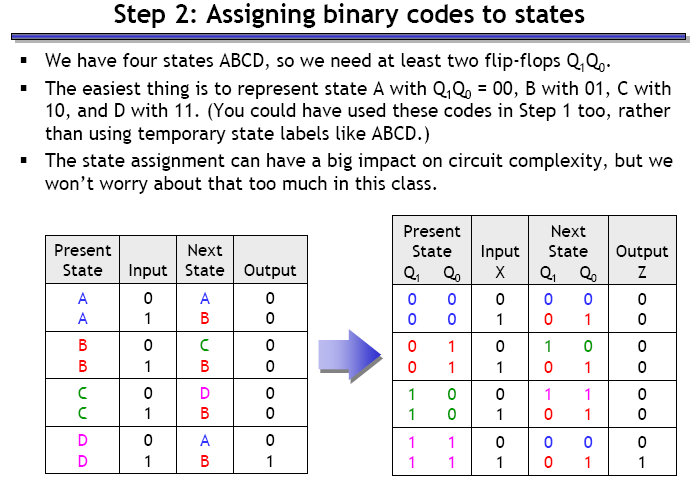 Step 2: Assigning binary codes to states
▪ We have four states ABCD, so we need at least two flip-flops Q₁Q₀.
▪ The easiest thing is to represent state A with Q₁Q₀ = 00, B with 01, C with
10, and D with 11. (You could have used these codes in Step 1 too, rather
than using temporary state labels like ABCD.)
▪ The state assignment can have a big impact on circuit complexity, but we
won’t worry about that too much in this class.
Present Next
State Input State Output
A 0 A 0
A 1 B 0
B 0 C 0
B 1 B 0
C 0 D 0
C 1 B 0
D 0 A 0
D 1 B 1
Present Next
State Input State Output
Q₁ Q₀ X Q₁ Q₀ Z
0 0 0 0 0 0
0 0 1 0 1 0
0 1 0 1 0 0
0 1 1 0 1 0
1 0 0 1 1 0
1 0 1 0 1 0
1 1 0 0 0 0
1 1 1 0 1 1